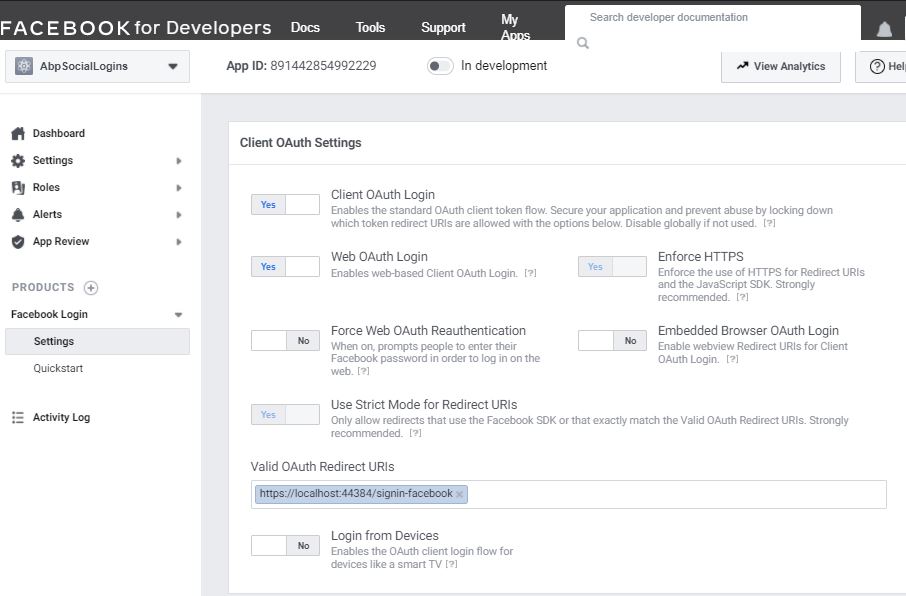 FACEBOOK for Developers
Docs
Tools
Support
My
Apps
Search developer documentation
AbpSocialLogins
App ID: 891442854992229
In development
View Analytics
Help
Dashboard
Settings
Roles
Alerts
App Review
PRODUCTS
Facebook Login
Settings
Quickstart
Activity Log
Client OAuth Settings
Yes
Client OAuth Login
Enables the standard OAuth client token flow. Secure your application and prevent abuse by locking down
which token redirect URIs are allowed with the options below. Disable globally if not used. [?]
Yes
Web OAuth Login
Enables web-based Client OAuth Login. [?]
Yes
Enforce HTTPS
Enforce the use of HTTPS for Redirect URIs
and the JavaScript SDK. Strongly
recommended. [?]
No
Force Web OAuth Reauthentication
When on, prompts people to enter their
Facebook password in order to log in on the
web. [?]
No
Embedded Browser OAuth Login
Enable webview Redirect URIs for Client
OAuth Login. [?]
Yes
Use Strict Mode for Redirect URIs
Only allow redirects that use the Facebook SDK or that exactly match the Valid OAuth Redirect URIs. Strongly
recommended. [?]
Valid OAuth Redirect URIs
https://localhost:44384/signin-facebook ×
No
Login from Devices
Enables the OAuth client login flow for
devices like a smart TV [?]